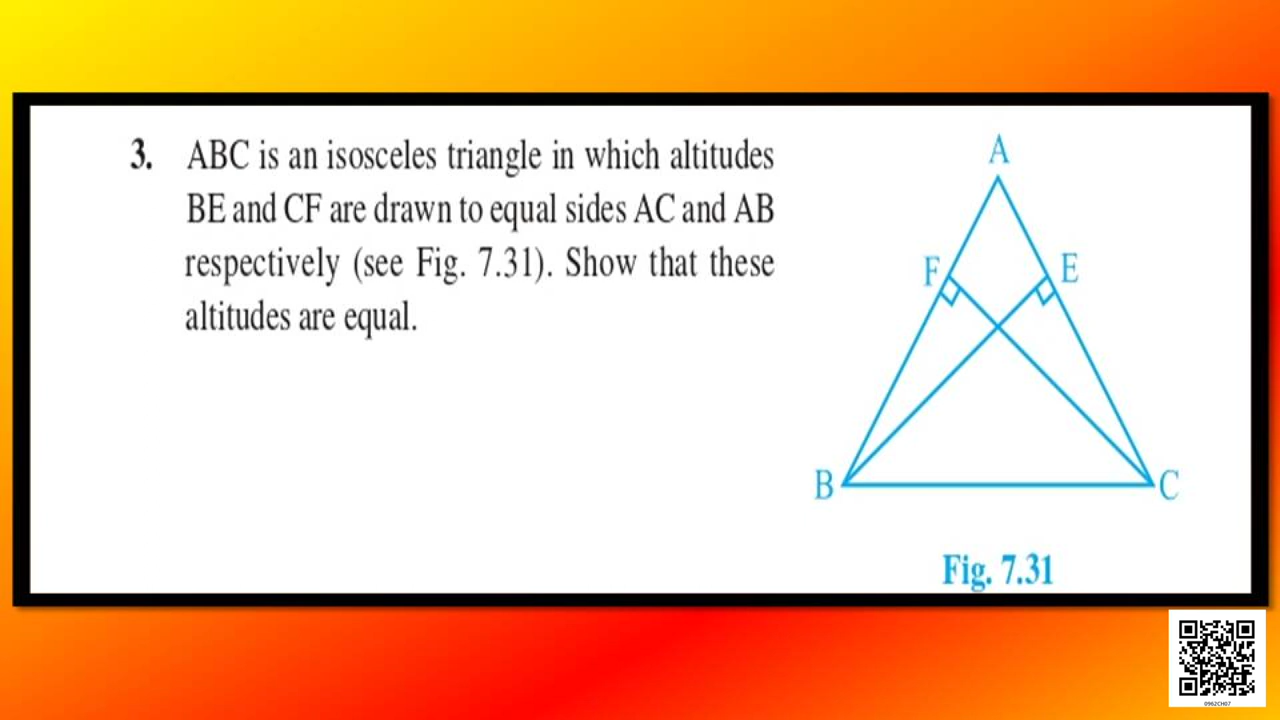 3. ABC is an isosceles triangle in which altitudes
BE and CF are drawn to equal sides AC and AB
respectively (see Fig. 7.31). Show that these
altitudes are equal.
A
F
E
B
C
Fig. 7.31
0962CH07